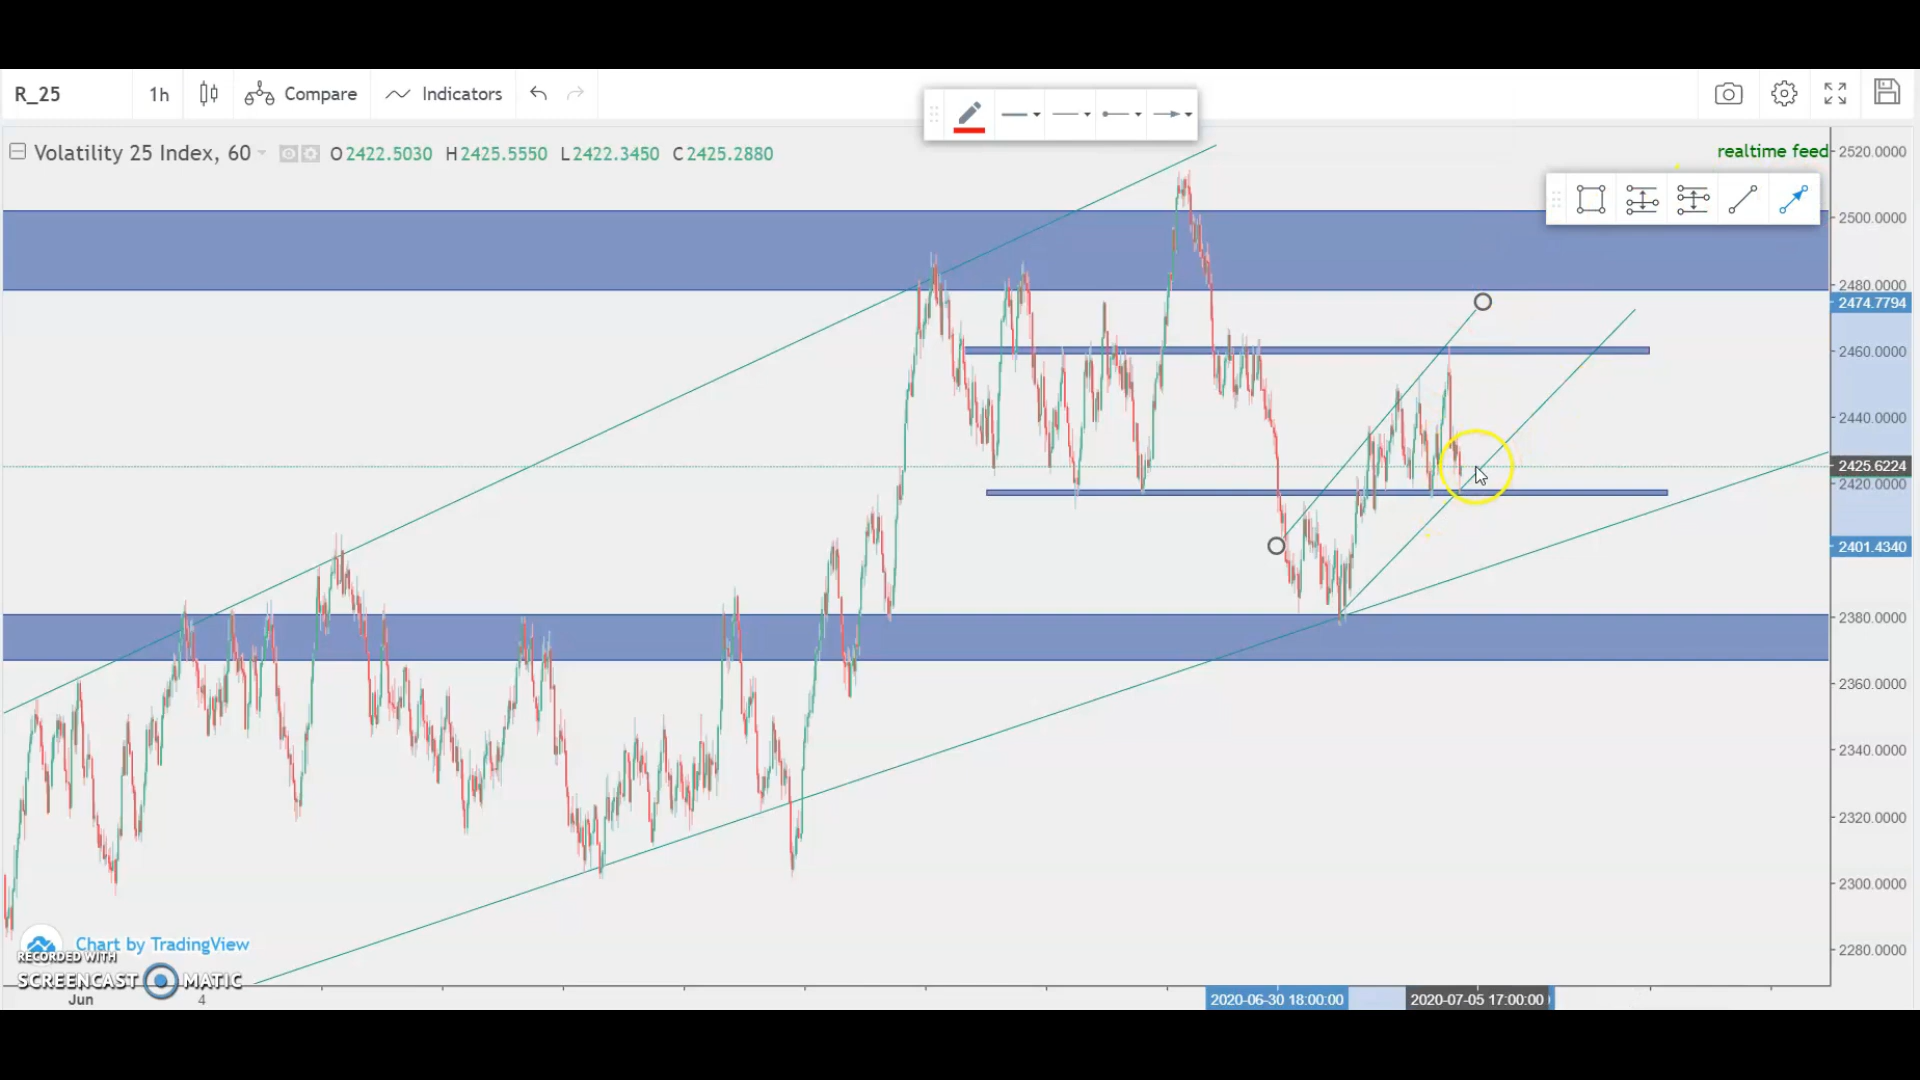 R_25 1h Compare Indicators
Volatility 25 Index, 60 O2422.5030 H2425.5550 L2422.3450 C2425.2880
realtime feed
2520.0000
2500.0000
2480.0000
2474.7794
2460.0000
2440.0000
2425.6224
2420.0000
2401.4340
2380.0000
2360.0000
2340.0000
2320.0000
2300.0000
2280.0000
Chart by TradingView
RECORDED WITH
SCREENCAST MATIC
Jun 4 2020-06-30 18:00:00 2020-07-05 17:00:00